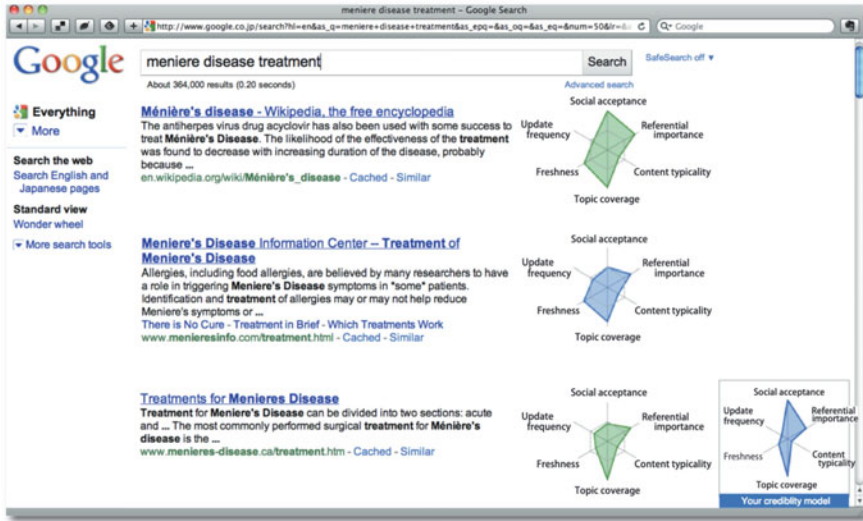 meniere disease treatment – Google Search
http://www.google.co.jp/search?hl=en&as_q=meniere+disease+treatment&as_epq=&as_oq=&as_eq=&num=50&lr=&
Google
Google
meniere disease treatment
Search
SafeSearch off ▼
About 364,000 results (0.20 seconds)
Advanced search
Everything
More
Search the web
Search English and
Japanese pages
Standard view
Wonder wheel
More search tools
Ménière's disease - Wikipedia, the free encyclopedia
The antiherpes virus drug acyclovir has also been used with some success to
treat Ménière's Disease. The likelihood of the effectiveness of the treatment
was found to decrease with increasing duration of the disease, probably
because ...
en.wikipedia.org/wiki/Ménière's_disease - Cached - Similar
Social acceptance
Update
frequency
Referential
importance
Freshness
Content typicality
Topic coverage
Meniere's Disease Information Center – Treatment of
Meniere's Disease
Allergies, including food allergies, are believed by many researchers to have
a role in triggering Meniere's Disease symptoms in *some* patients.
Identification and treatment of allergies may or may not help reduce
Meniere's symptoms or ...
There is No Cure - Treatment in Brief - Which Treatments Work
www.menieresinfo.com/treatment.html - Cached - Similar
Social acceptance
Update
frequency
Referential
importance
Freshness
Content typicality
Topic coverage
Treatments for Menieres Disease
Treatment for Meniere's Disease can be divided into two sections: acute
and ... The most commonly performed surgical treatment for Ménière's
disease is the ...
www.menieres-disease.ca/treatment.htm - Cached - Similar
Social acceptance
Update
frequency
Referential
importance
Freshness
Content typicality
Topic coverage
Social acceptance
Update
frequency
Referential
importance
Freshness
Content
typicality
Topic coverage
Your crediblity model